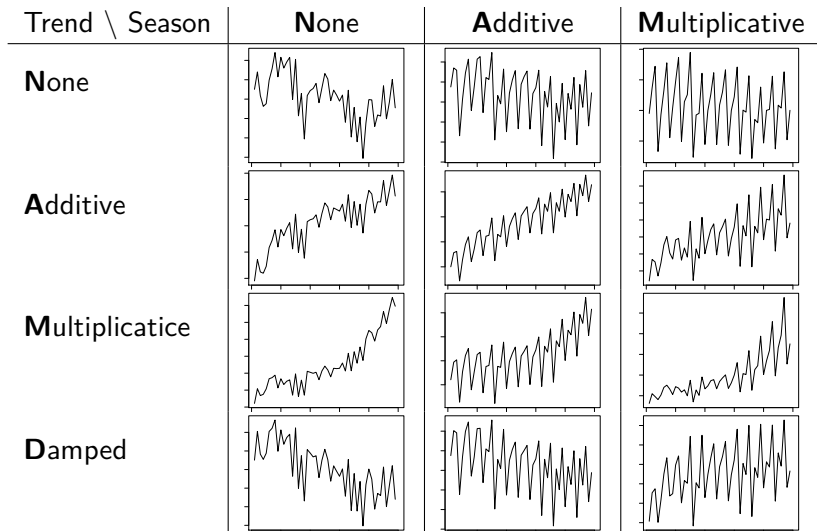 Trend \ Season None Additive Multiplicative
None
Additive
Multiplicatice
Damped